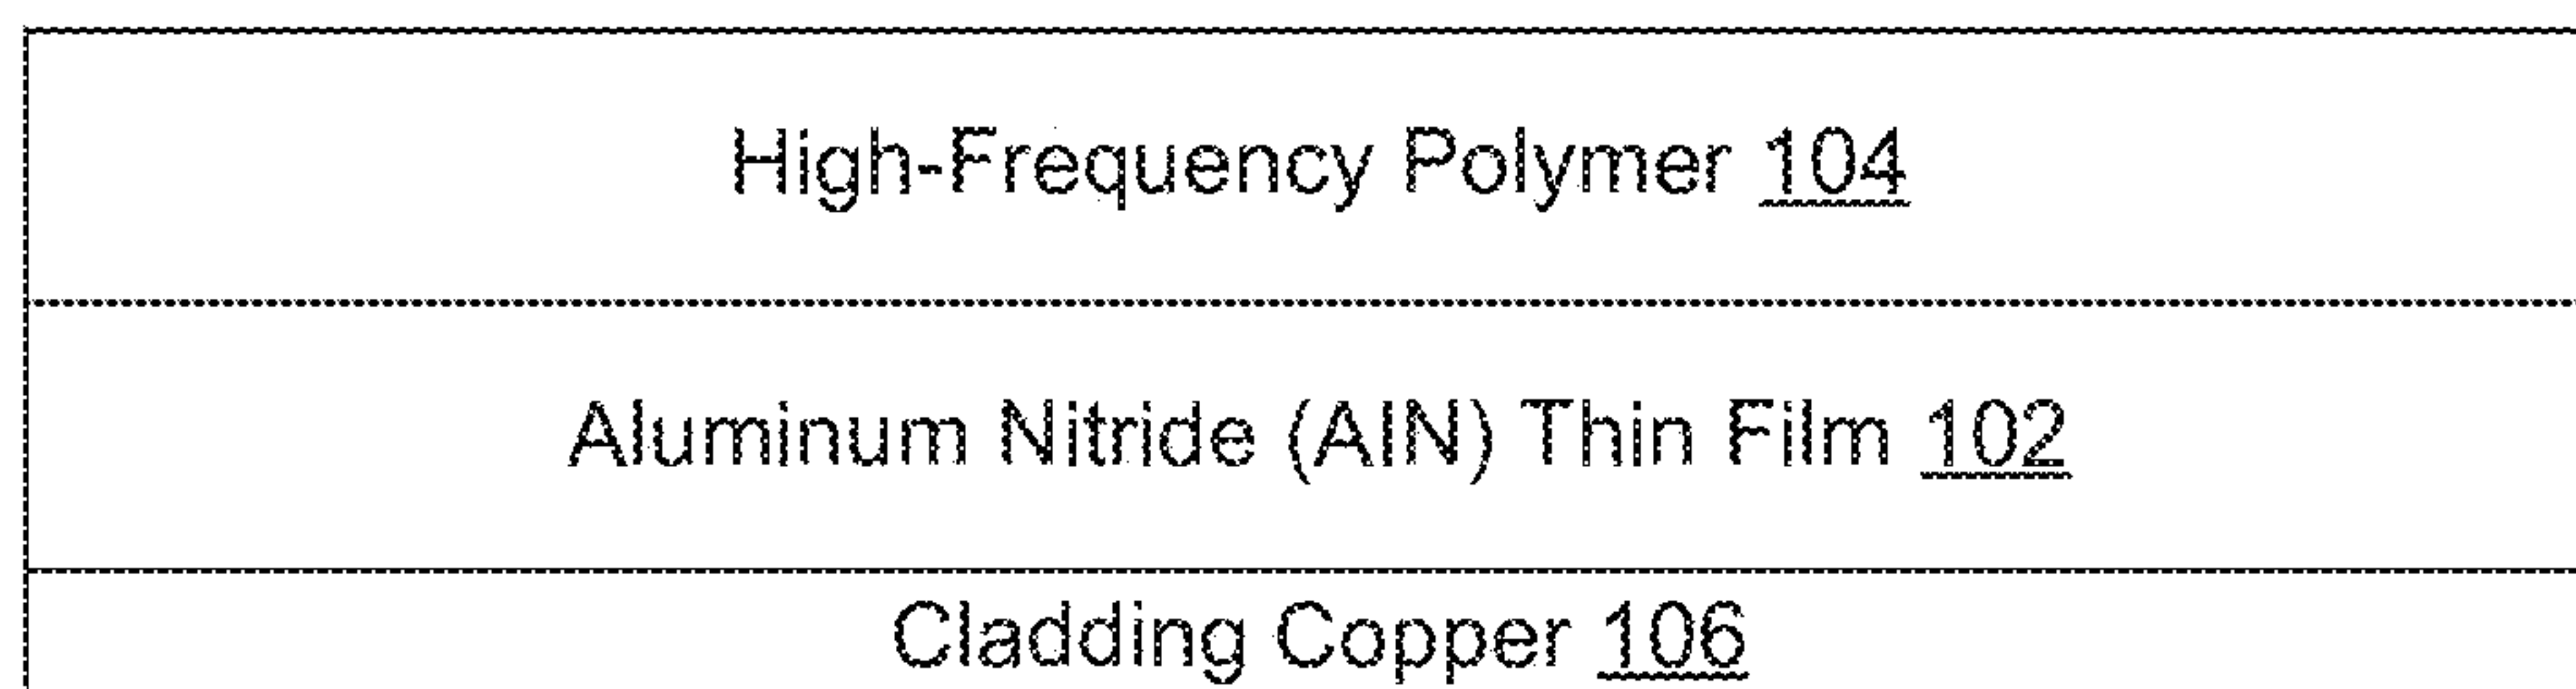 High-Frequency Polymer 104
Aluminum Nitride (AlN) Thin Film 102
Cladding Copper 106